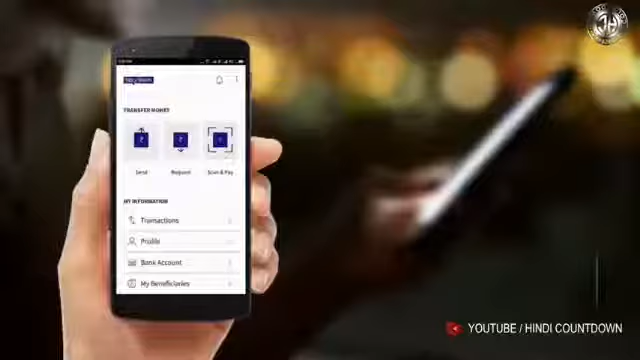 TRANSFER MONEY
Send Request Scan & Pay
MY INFORMATION
Transactions
Profile
Bank Account
My Beneficiaries
YOUTUBE / HINDI COUNTDOWN